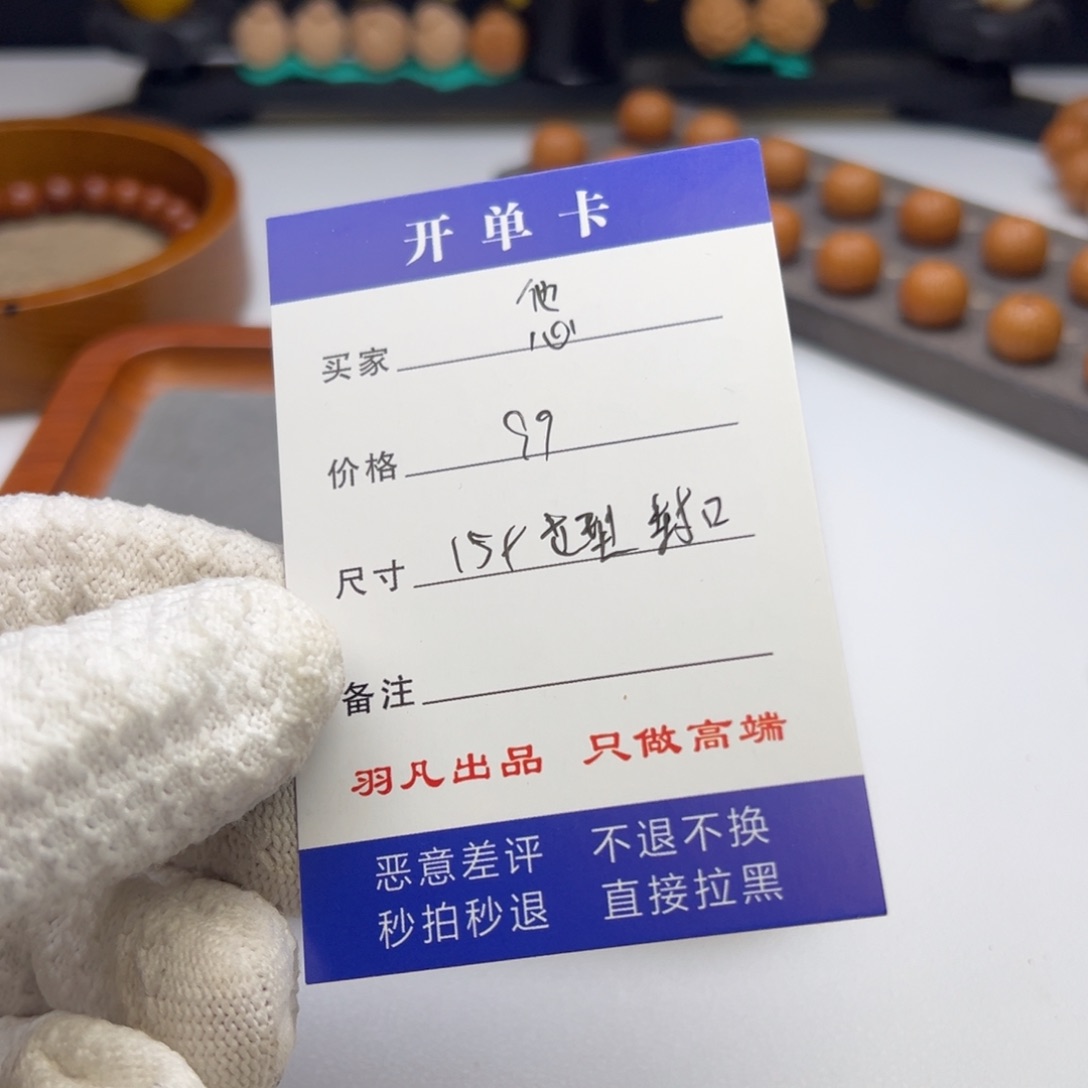 开单卡
买家 他
价格 99
尺寸 15+ 造型 封口
备注
羽凡出品 只做高端
恶意差评 不退不换
秒拍秒退 直接拉黑